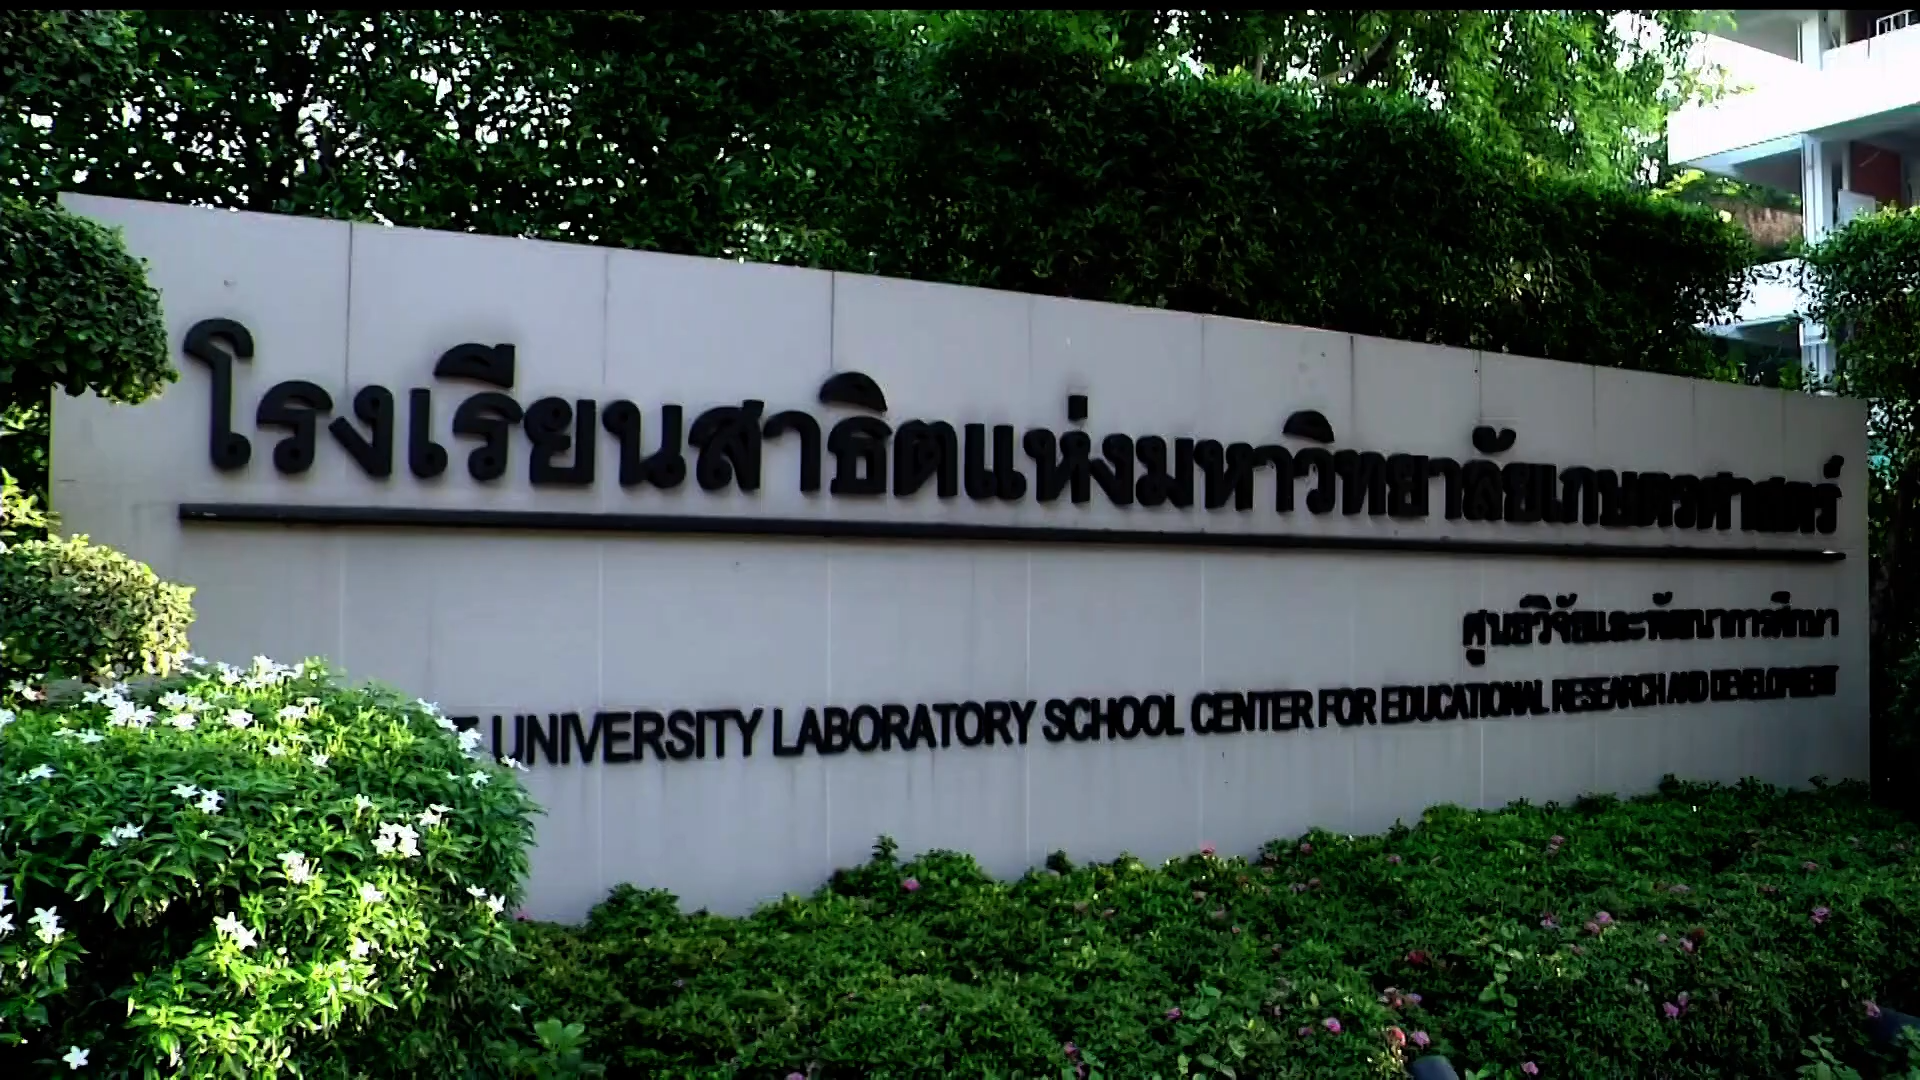 โรงเรียนสาธิตแห่งมหาวิทยาลัยเกษตรศาสตร์
ศูนย์วิจัยและพัฒนาการศึกษา
UNIVERSITY LABORATORY SCHOOL CENTER FOR EDUCATIONAL RESEARCH AND DEVELOPMENT